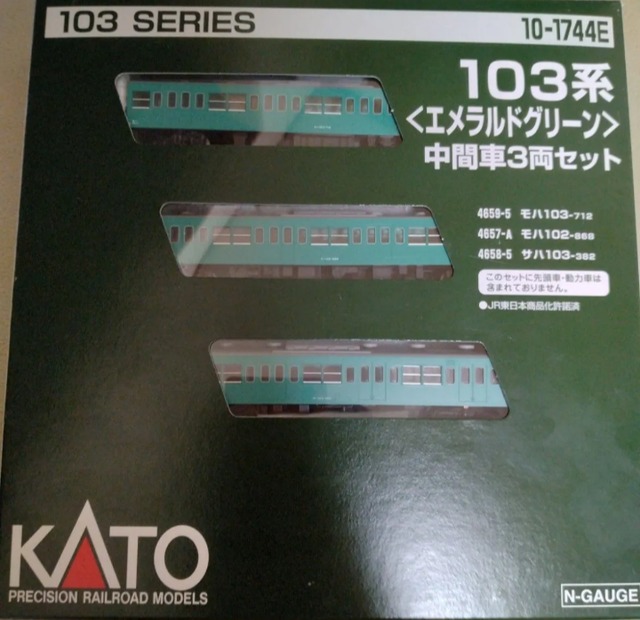 103 SERIES
10-1744E
103系
<エメラルドグリーン>
中間車3両セット
4659-5 モハ103-712
4657-A モハ102-868
4658-5 サハ103-382
このセットに先頭車・動力車は
含まれておりません。
●JR東日本商品化許諾済
KATO
PRECISION RAILROAD MODELS
N-GAUGE